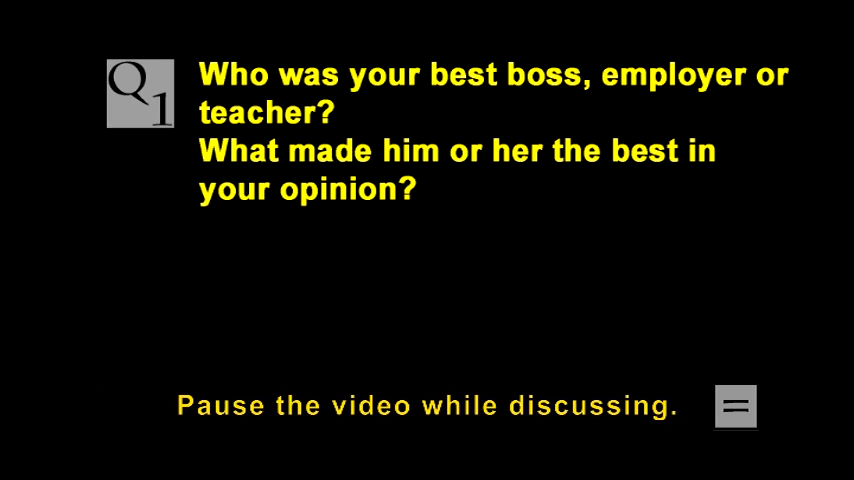 Q1
Who was your best boss, employer or
teacher?
What made him or her the best in
your opinion?
Pause the video while discussing.